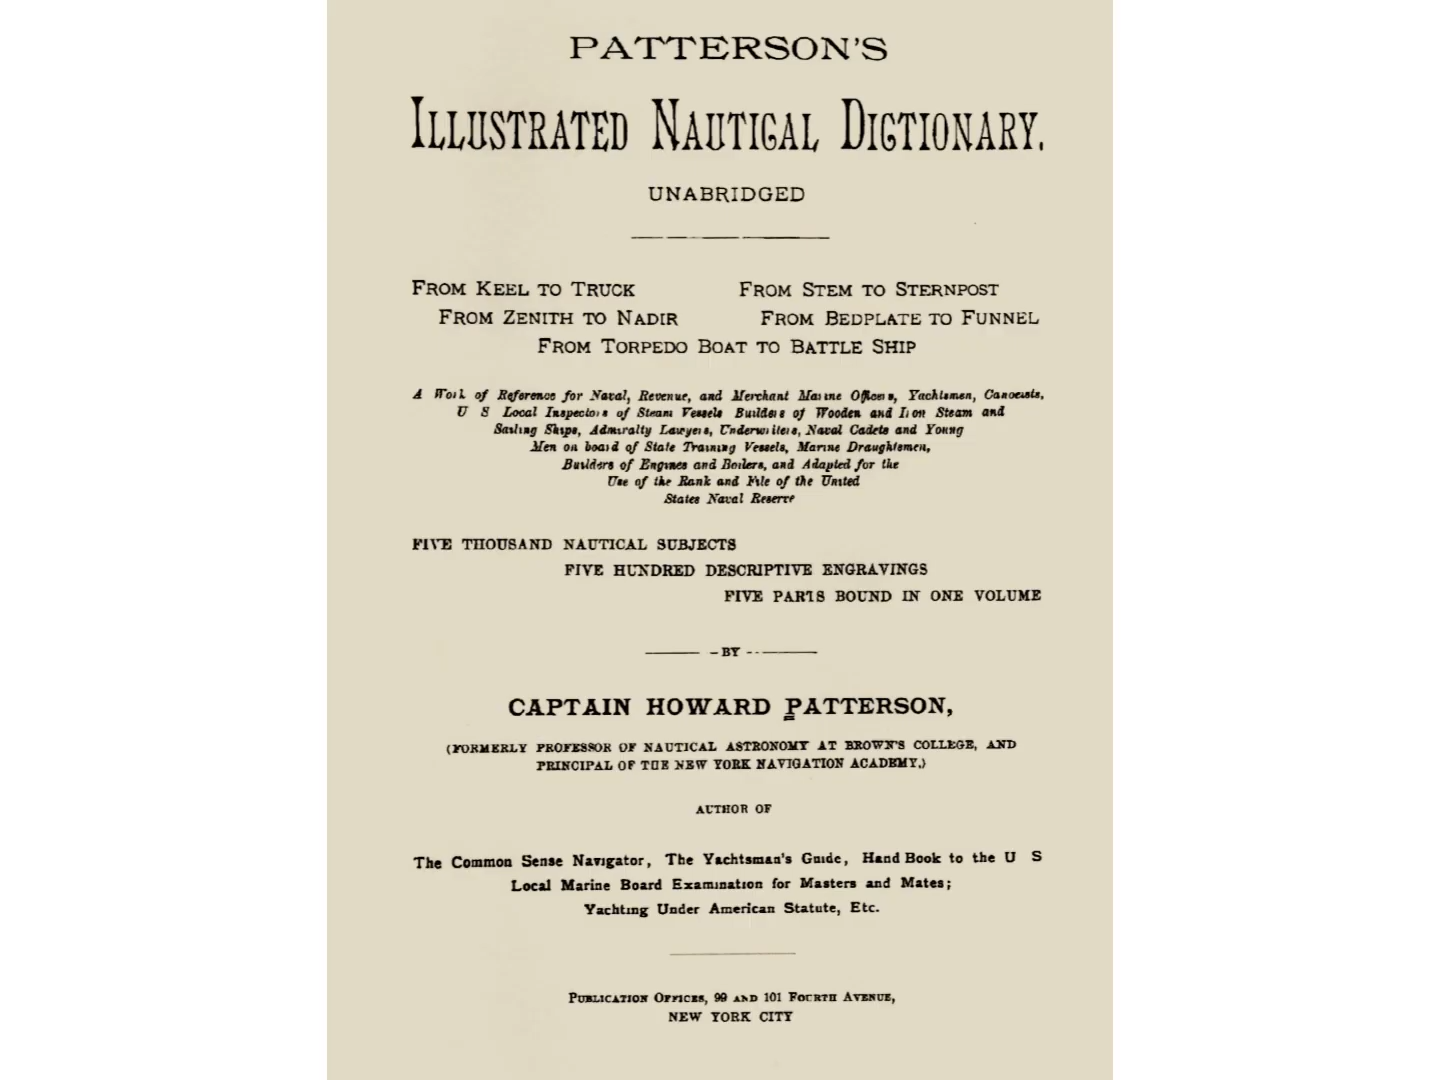 PATTERSON'S
ILLUSTRATED NAUTICAL DICTIONARY.
UNABRIDGED
FROM KEEL TO TRUCK FROM STEM TO STERNPOST
FROM ZENITH TO NADIR FROM BEDPLATE TO FUNNEL
FROM TORPEDO BOAT TO BATTLE SHIP
A Work of Reference for Naval, Revenue, and Merchant Marine Officers, Yachtsmen, Canoeists,
U S Local Inspectors of Steam Vessels Builders of Wooden and Iron Steam and
Sailing Ships, Admiralty Lawyers, Underwriters, Naval Cadets and Young
Men on board of State Training Vessels, Marine Draughtsmen,
Builders of Engines and Boilers, and Adapted for the
Use of the Rank and File of the United
States Naval Reserve
FIVE THOUSAND NAUTICAL SUBJECTS
FIVE HUNDRED DESCRIPTIVE ENGRAVINGS
FIVE PARTS BOUND IN ONE VOLUME
BY
CAPTAIN HOWARD PATTERSON,
(FORMERLY PROFESSOR OF NAUTICAL ASTRONOMY AT BROWN'S COLLEGE, AND
PRINCIPAL OF THE NEW YORK NAVIGATION ACADEMY.)
AUTHOR OF
The Common Sense Navigator, The Yachtsman's Guide, Hand Book to the U S
Local Marine Board Examination for Masters and Mates;
Yachting Under American Statute, Etc.
PUBLICATION OFFICES, 99 AND 101 FOURTH AVENUE,
NEW YORK CITY